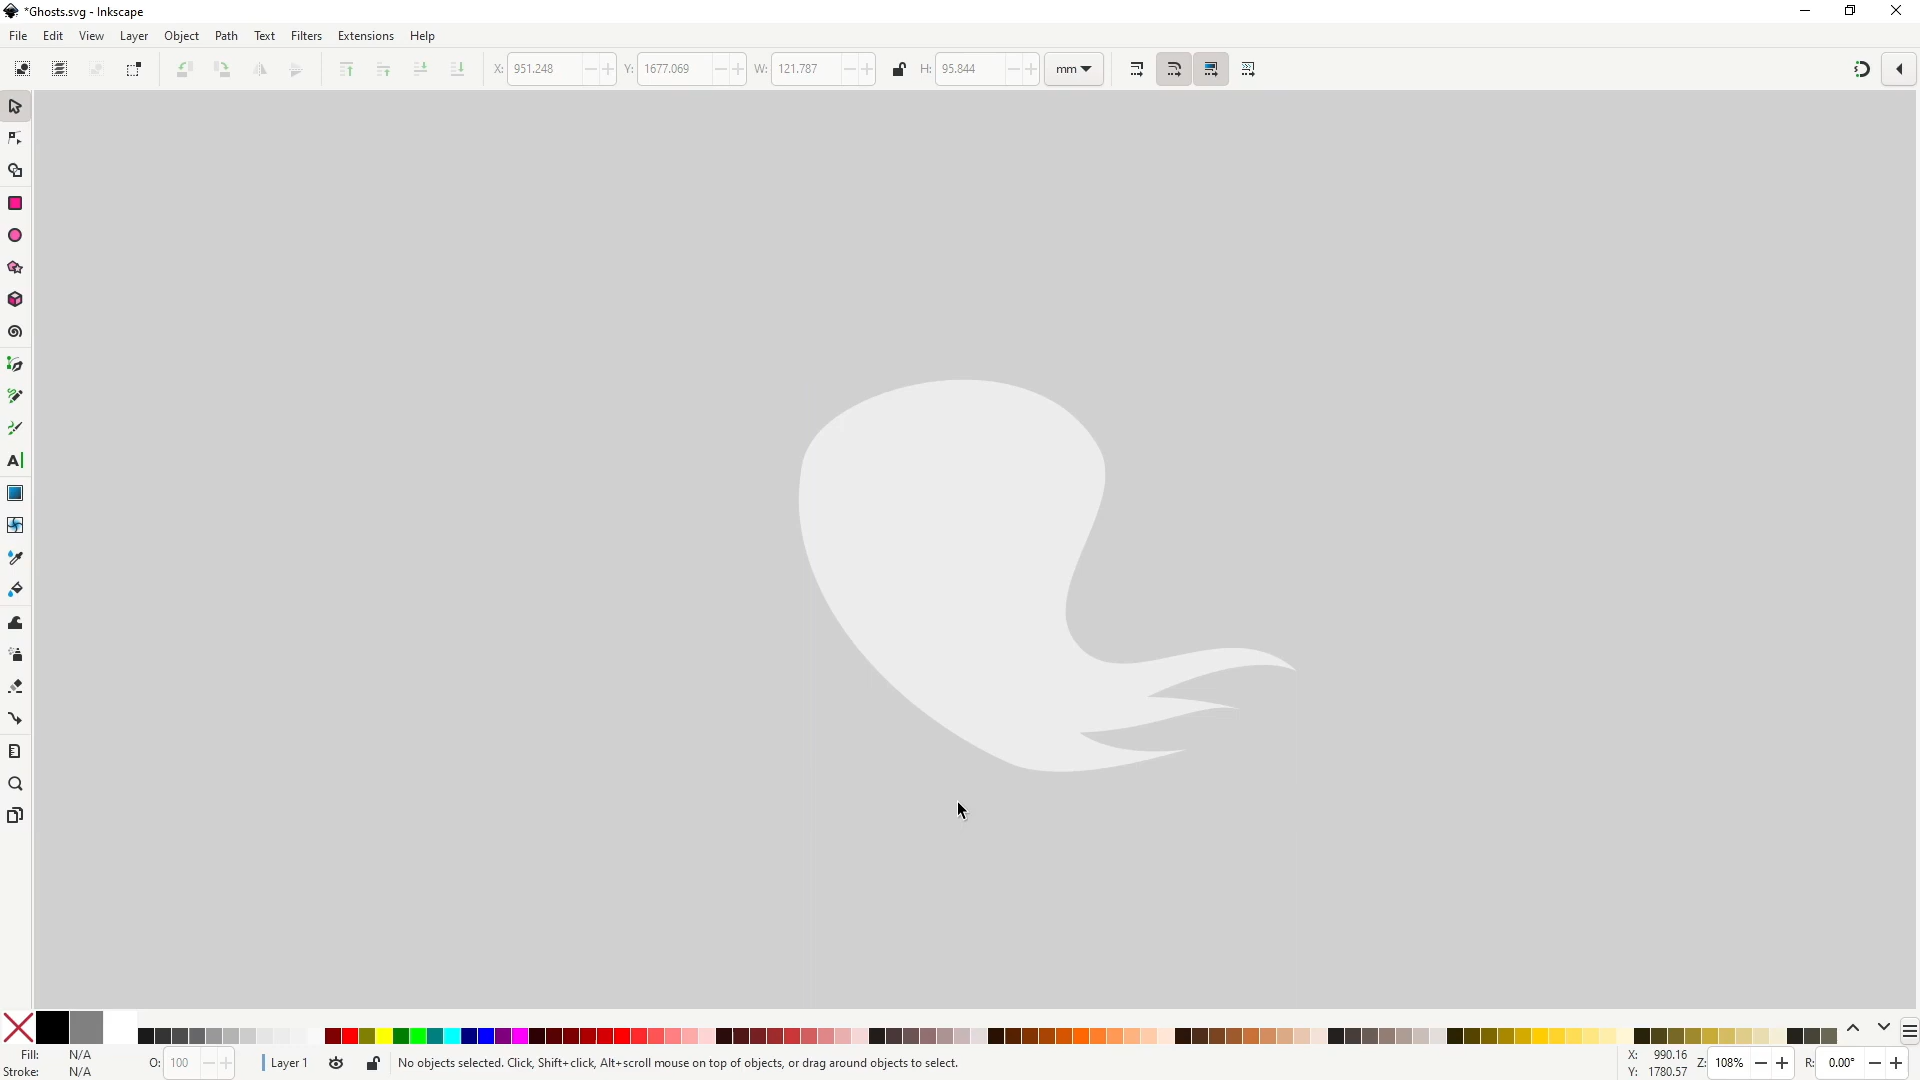 *Ghosts.svg - Inkscape
File Edit View Layer Object Path Text Filters Extensions Help
X: 951.248 Y: 1677.069 W: 121.787 H: 95.844 mm
Fill: N/A
Stroke: N/A
O: 100
Layer 1
No objects selected. Click, Shift+click, Alt+scroll mouse on top of objects, or drag around objects to select.
X: 990.16
Y: 1780.57
Z: 108%
R: 0.00°